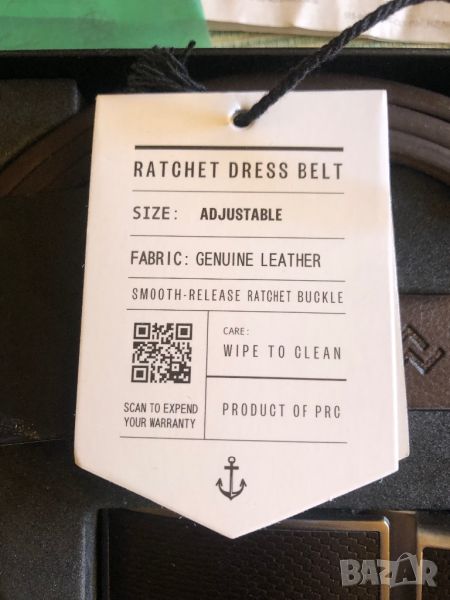 RATCHET DRESS BELT
SIZE: ADJUSTABLE
FABRIC: GENUINE LEATHER
SMOOTH-RELEASE RATCHET BUCKLE
CARE:
WIPE TO CLEAN
SCAN TO EXPEND
YOUR WARRANTY
PRODUCT OF PRC
BAZAR